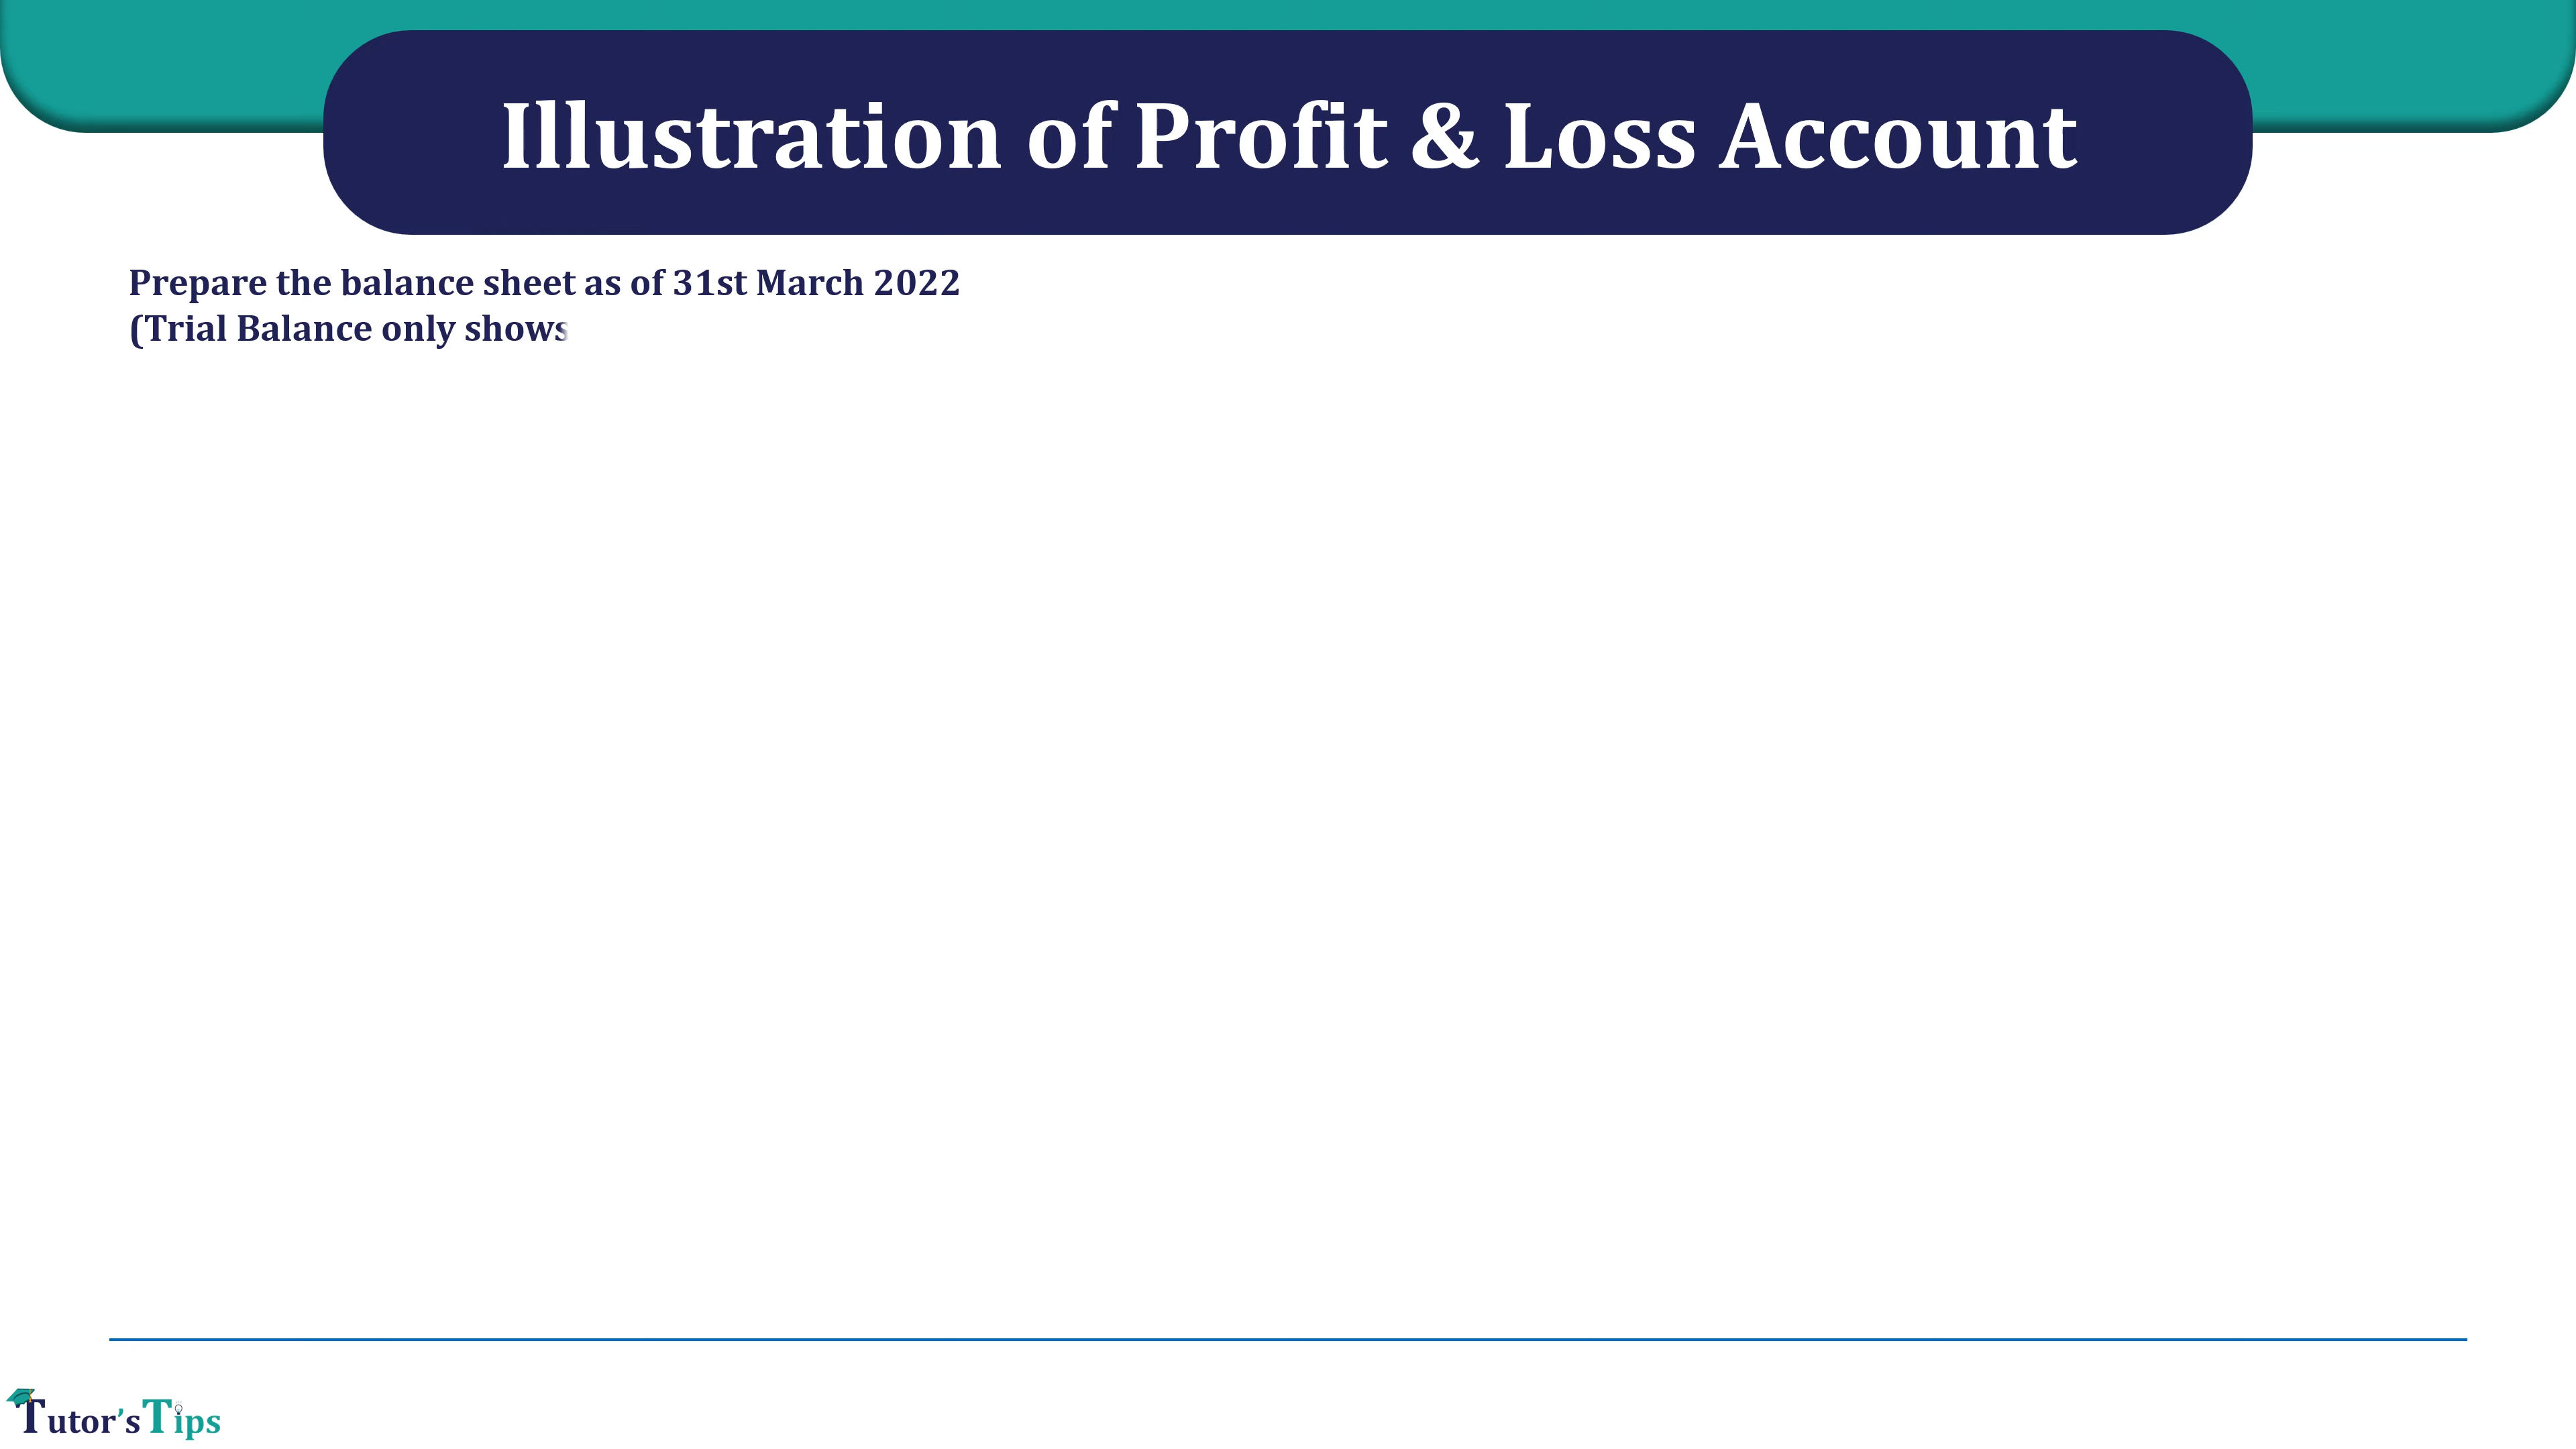 Illustration of Profit & Loss Account
Prepare the balance sheet as of 31st March 2022
(Trial Balance only shows
Tutor’sTips